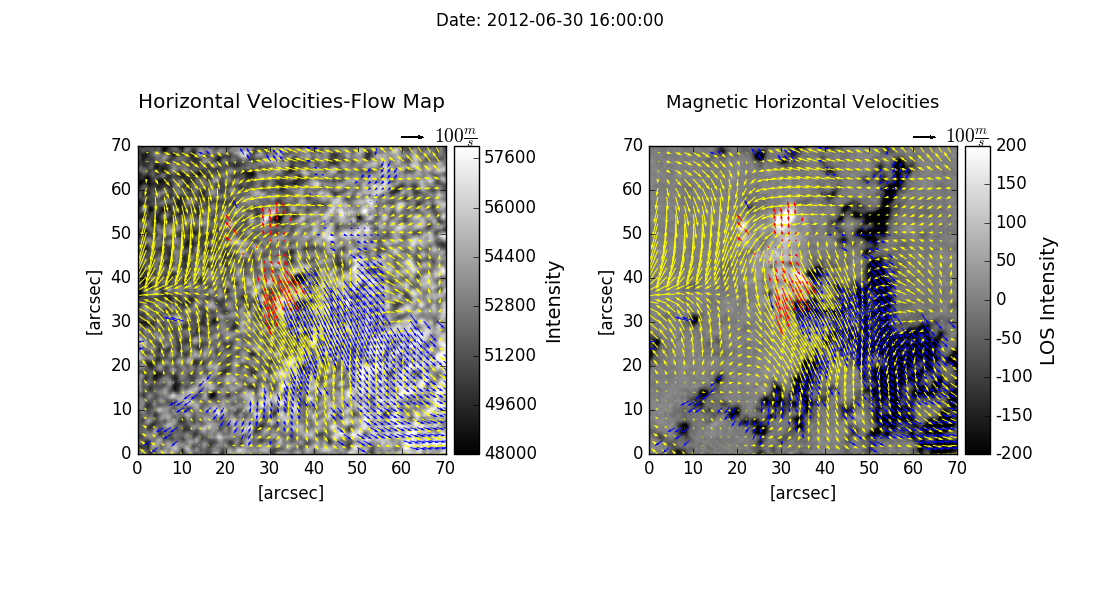 Date: 2012-06-30 16:00:00
Horizontal Velocities-Flow Map
100 m/s
70
60
50
40
30
20
10
0
[arcsec]
0 10 20 30 40 50 60 70
[arcsec]
57600
56000
54400
52800
51200
49600
48000
Intensity
Magnetic Horizontal Velocities
100 m/s
70
60
50
40
30
20
10
0
[arcsec]
0 10 20 30 40 50 60 70
[arcsec]
200
150
100
50
0
-50
-100
-150
-200
LOS Intensity